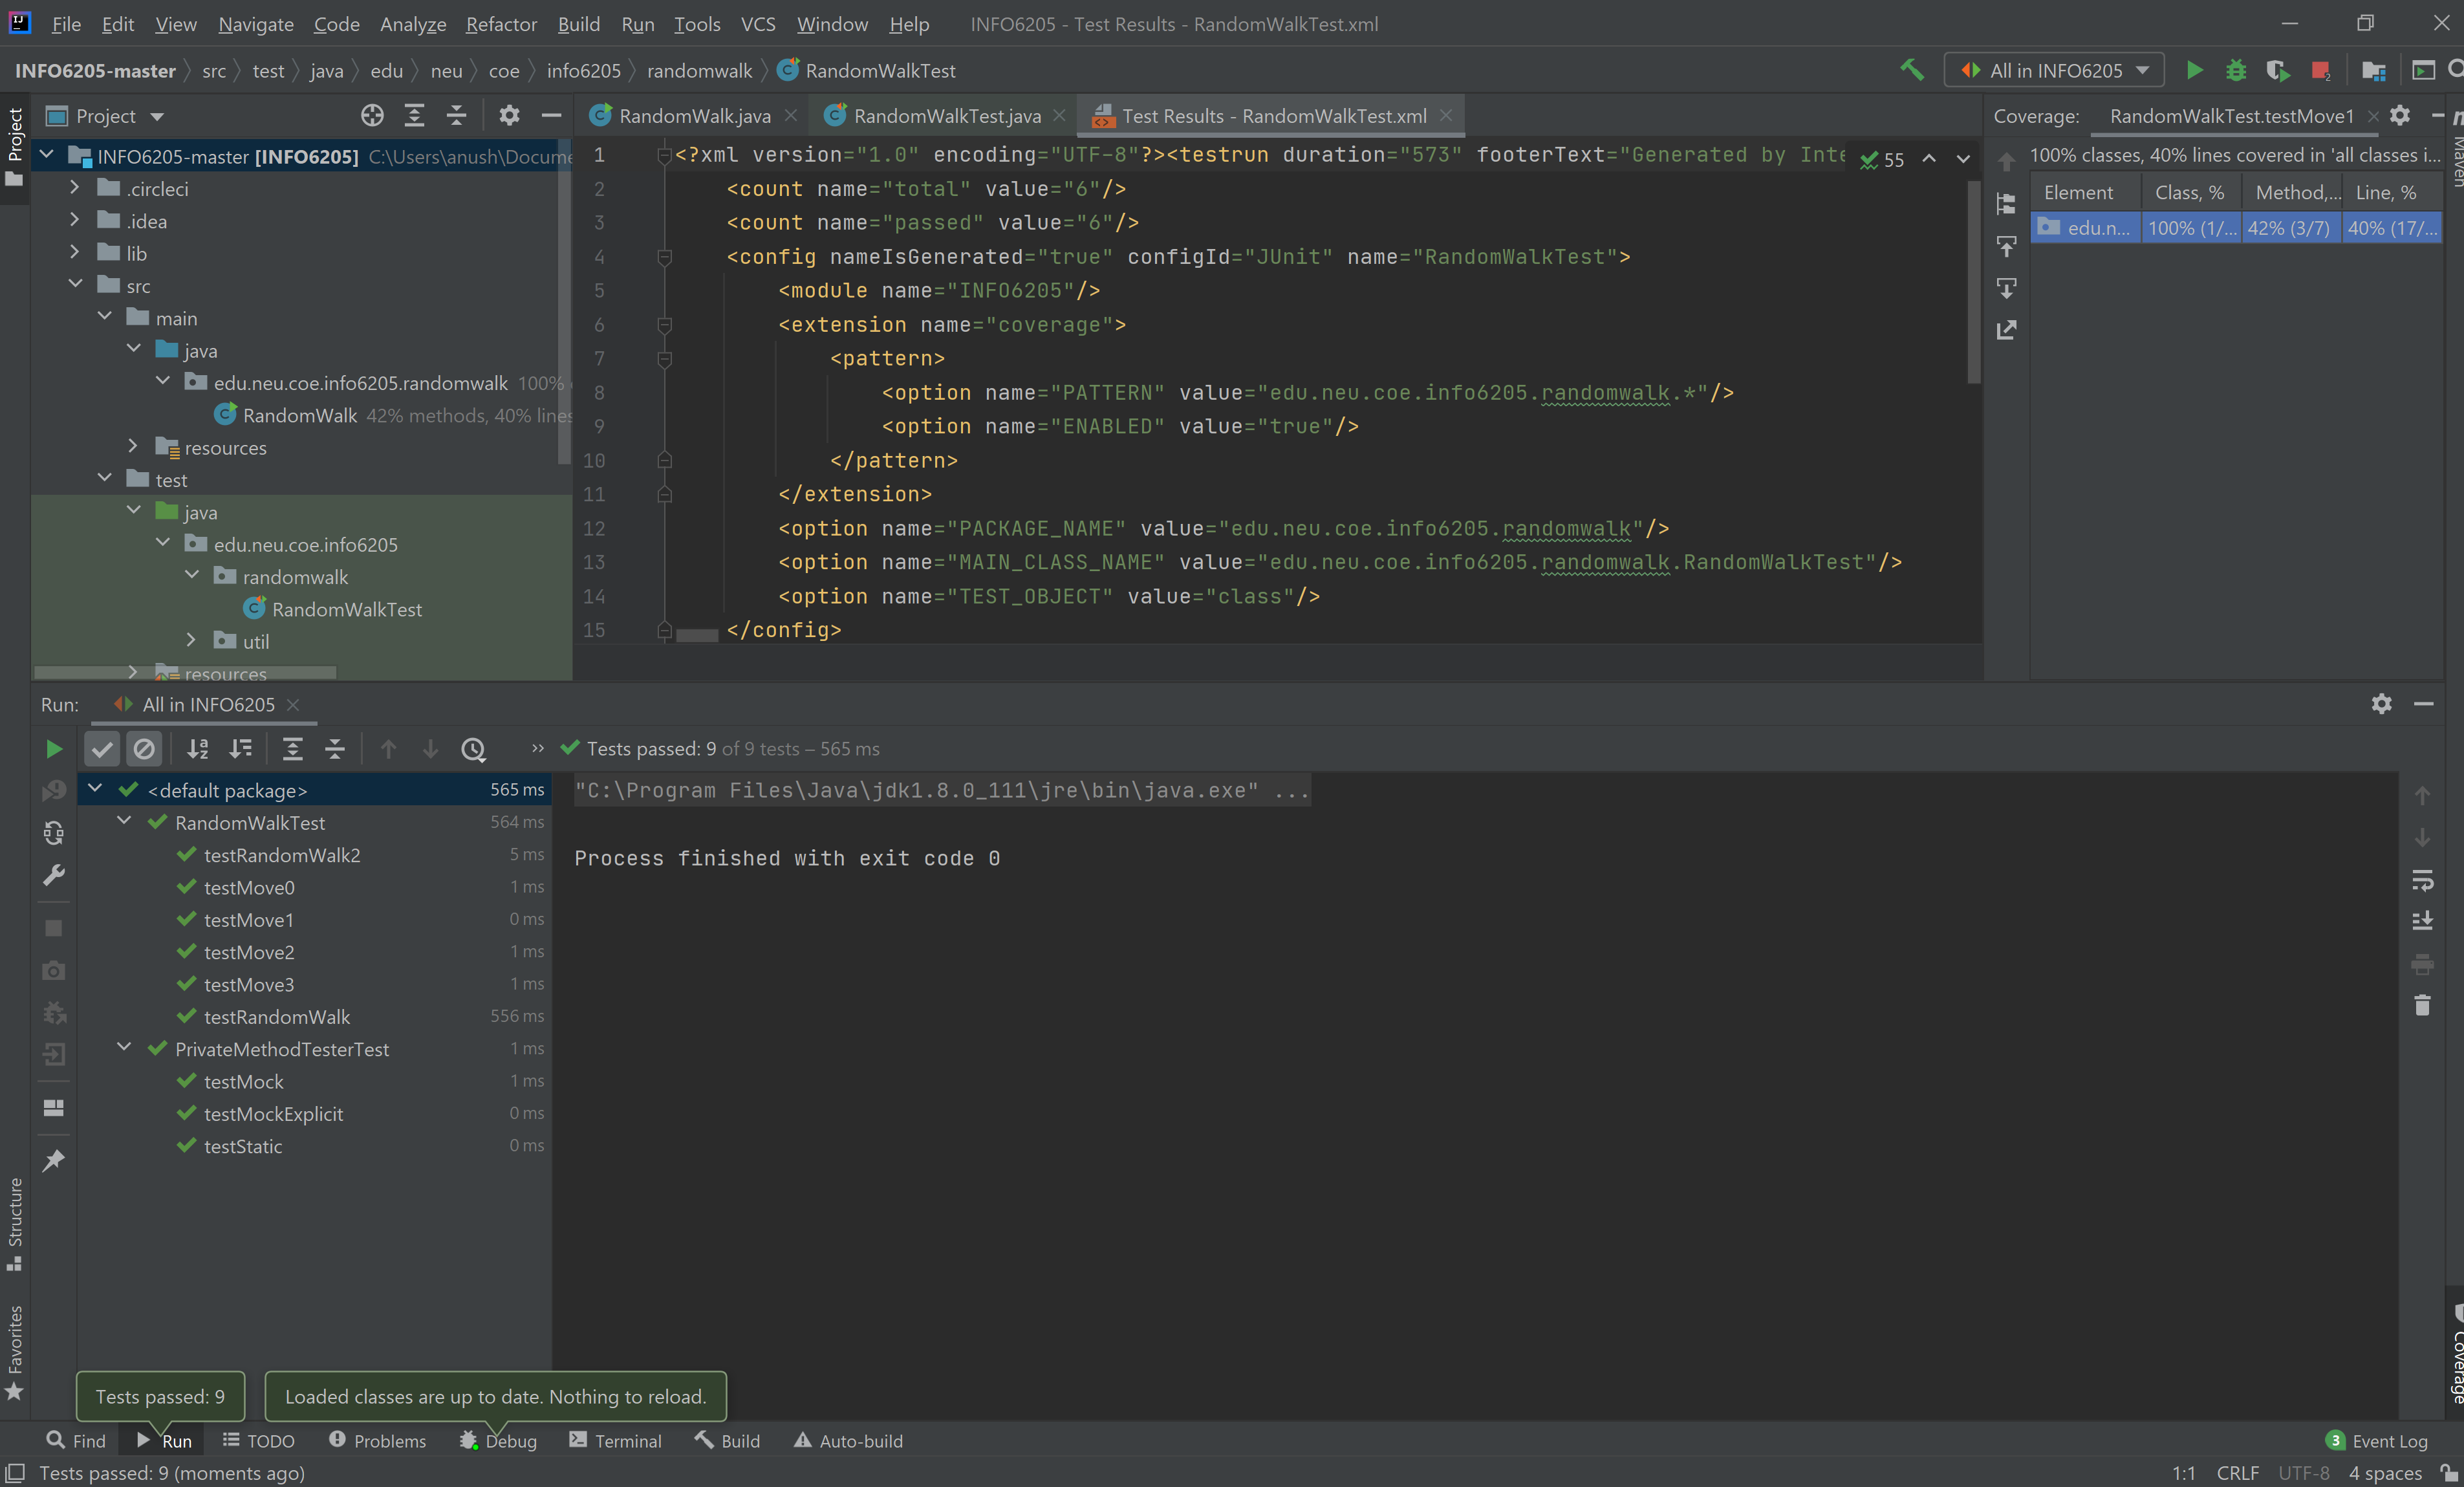 File Edit View Navigate Code Analyze Refactor Build Run Tools VCS Window Help INFO6205 - Test Results - RandomWalkTest.xml
INFO6205-master src test java edu neu coe info6205 randomwalk RandomWalkTest
All in INFO6205
Project
Project
INFO6205-master [INFO6205] C:\Users\anush\Docume
.circleci
.idea
lib
src
main
java
edu.neu.coe.info6205.randomwalk 100%
RandomWalk 42% methods, 40% lines
resources
test
java
edu.neu.coe.info6205
randomwalk
RandomWalkTest
util
resources
RandomWalk.java RandomWalkTest.java Test Results - RandomWalkTest.xml
1 <?xml version="1.0" encoding="UTF-8"?><testrun duration="573" footerText="Generated by Inte
55
2 <count name="total" value="6"/>
3 <count name="passed" value="6"/>
4 <config nameIsGenerated="true" configId="JUnit" name="RandomWalkTest">
5 <module name="INFO6205"/>
6 <extension name="coverage">
7 <pattern>
8 <option name="PATTERN" value="edu.neu.coe.info6205.randomwalk.*"/>
9 <option name="ENABLED" value="true"/>
10 </pattern>
11 </extension>
12 <option name="PACKAGE_NAME" value="edu.neu.coe.info6205.randomwalk"/>
13 <option name="MAIN_CLASS_NAME" value="edu.neu.coe.info6205.randomwalk.RandomWalkTest"/>
14 <option name="TEST_OBJECT" value="class"/>
15 </config>
Coverage: RandomWalkTest.testMove1
100% classes, 40% lines covered in 'all classes i...
Element Class, % Method,... Line, %
edu.n... 100% (1/... 42% (3/7) 40% (17/...
Maven
Run: All in INFO6205
Tests passed: 9 of 9 tests – 565 ms
<default package> 565 ms
RandomWalkTest 564 ms
testRandomWalk2 5 ms
testMove0 1 ms
testMove1 0 ms
testMove2 1 ms
testMove3 1 ms
testRandomWalk 556 ms
PrivateMethodTesterTest 1 ms
testMock 1 ms
testMockExplicit 0 ms
testStatic 0 ms
"C:\Program Files\Java\jdk1.8.0_111\jre\bin\java.exe" ...
Process finished with exit code 0
Structure
Favorites
Coverage
Tests passed: 9
Loaded classes are up to date. Nothing to reload.
Find Run TODO Problems Debug Terminal Build Auto-build 3 Event Log
Tests passed: 9 (moments ago) 1:1 CRLF UTF-8 4 spaces